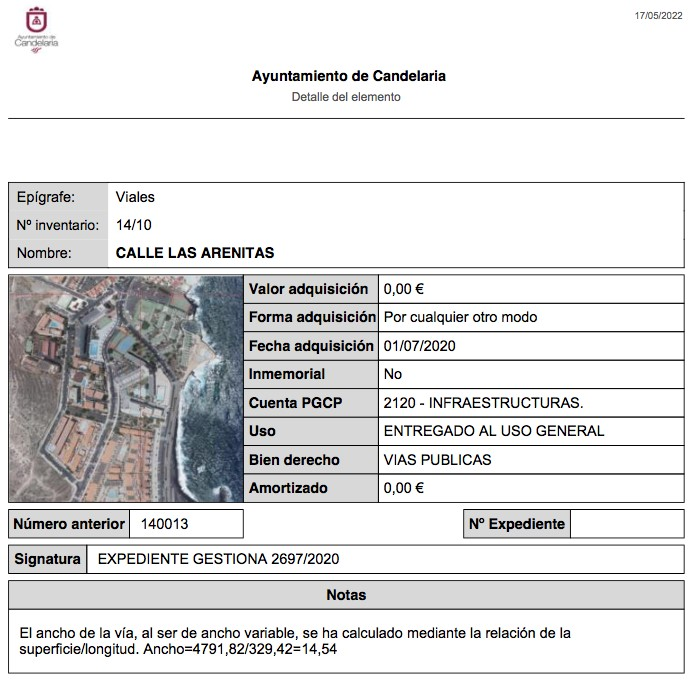 17/05/2022
Ayuntamiento de
Candelaria
Ayuntamiento de Candelaria
Detalle del elemento
Epígrafe: Viales
Nº inventario: 14/10
Nombre: CALLE LAS ARENITAS
Valor adquisición 0,00 €
Forma adquisición Por cualquier otro modo
Fecha adquisición 01/07/2020
Inmemorial No
Cuenta PGCP 2120 - INFRAESTRUCTURAS.
Uso ENTREGADO AL USO GENERAL
Bien derecho VIAS PUBLICAS
Amortizado 0,00 €
Número anterior 140013 Nº Expediente
Signatura EXPEDIENTE GESTIONA 2697/2020
Notas
El ancho de la vía, al ser de ancho variable, se ha calculado mediante la relación de la
superficie/longitud. Ancho=4791,82/329,42=14,54